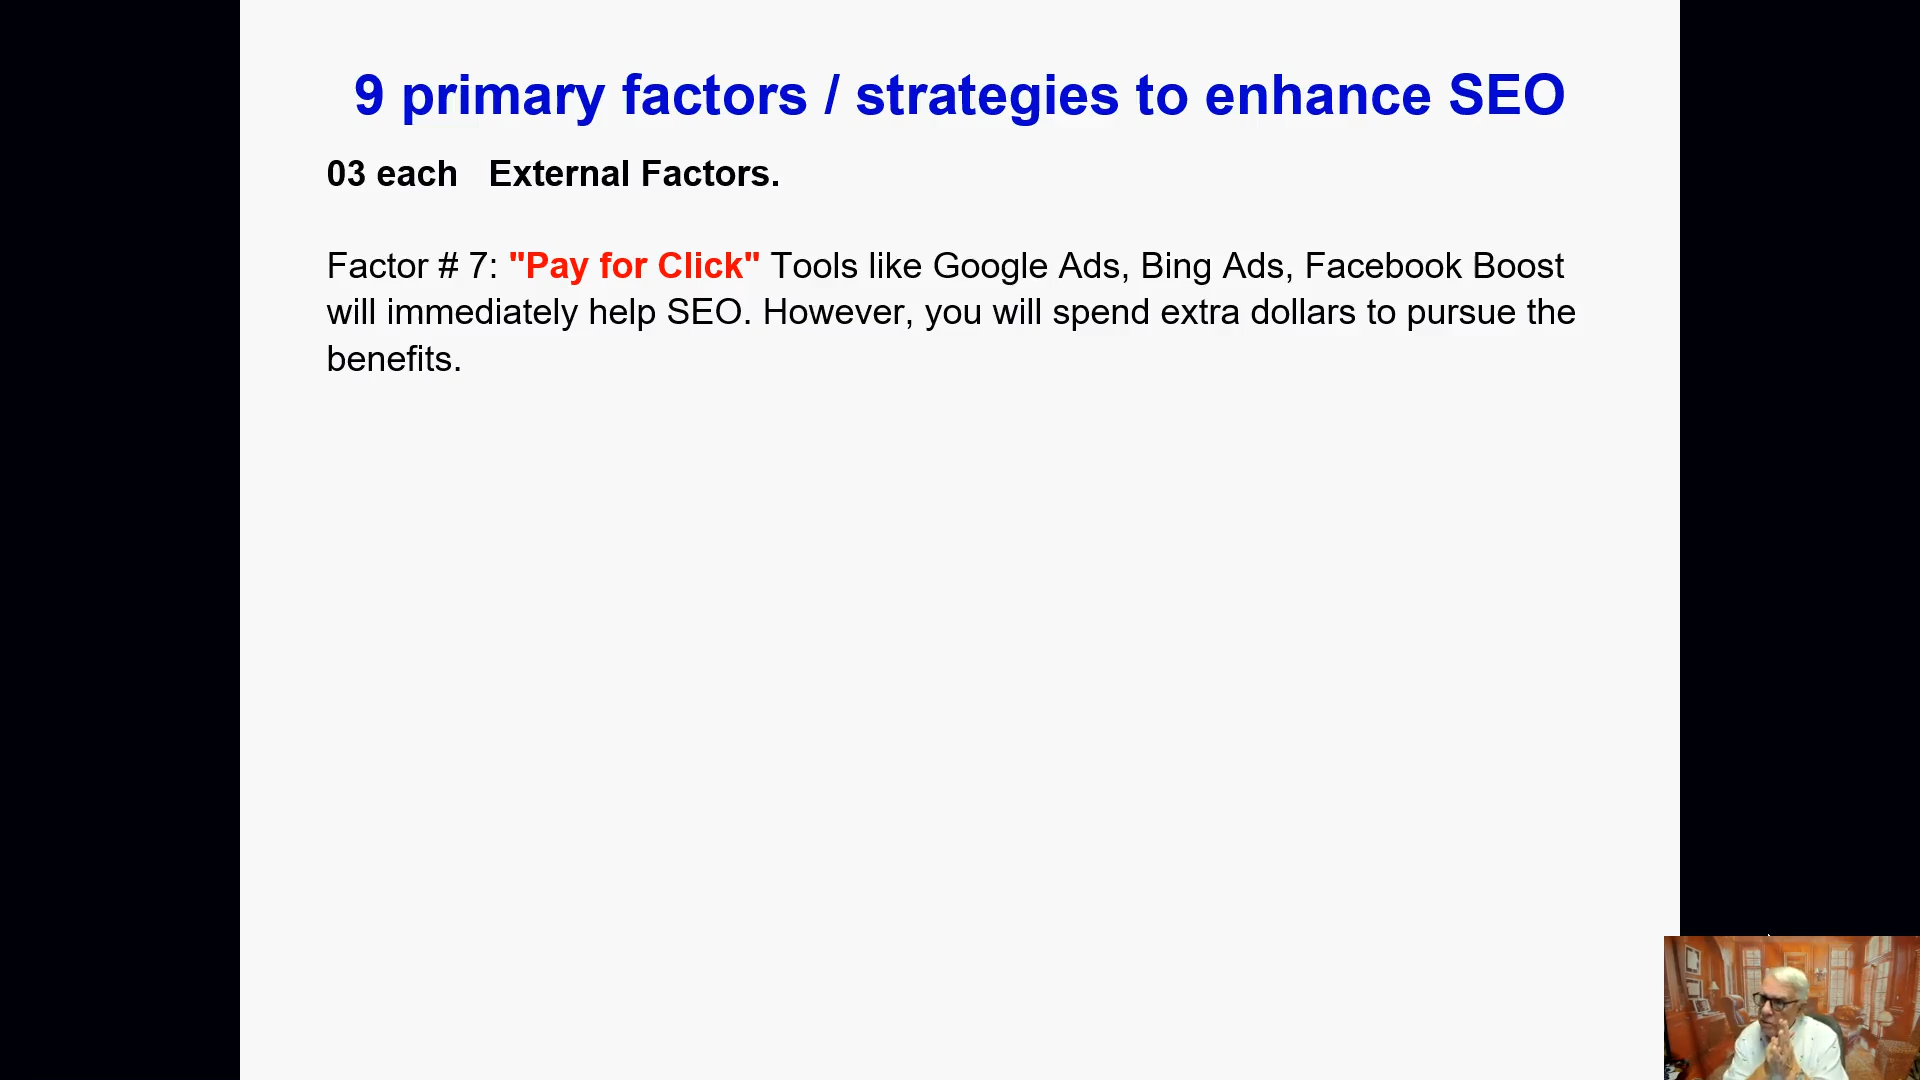 9 primary factors / strategies to enhance SEO
03 each   External Factors.
Factor # 7: "Pay for Click" Tools like Google Ads, Bing Ads, Facebook Boost
will immediately help SEO. However, you will spend extra dollars to pursue the
benefits.